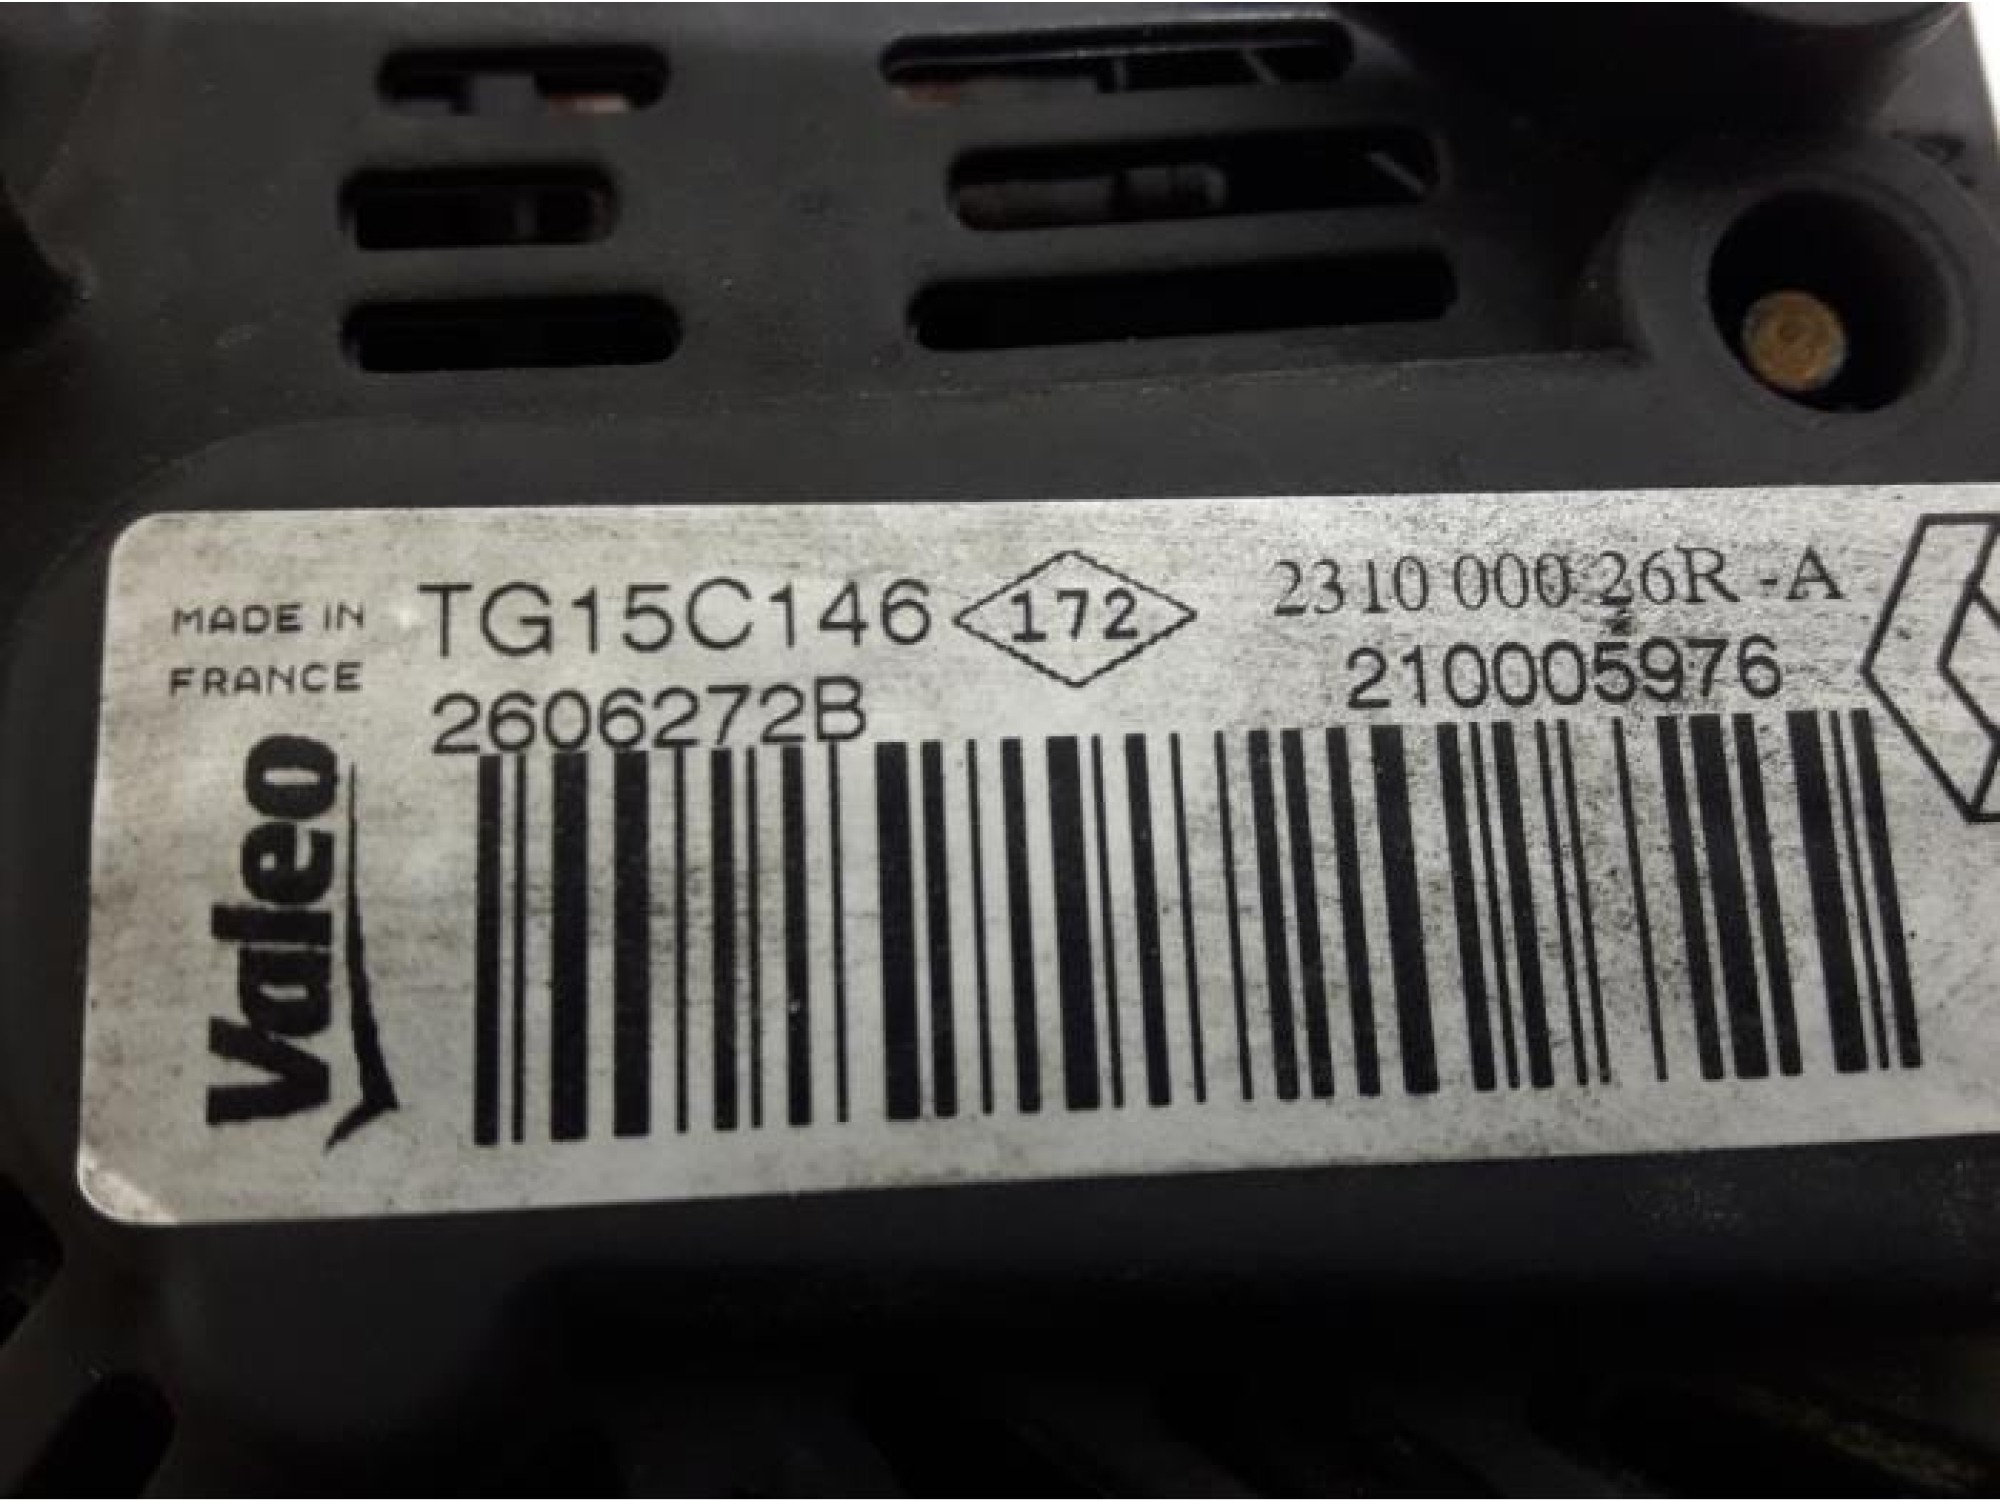 MADE IN
FRANCE
TG15C146
172
2310 000 26R -A
2606272B
210005976
Valeo